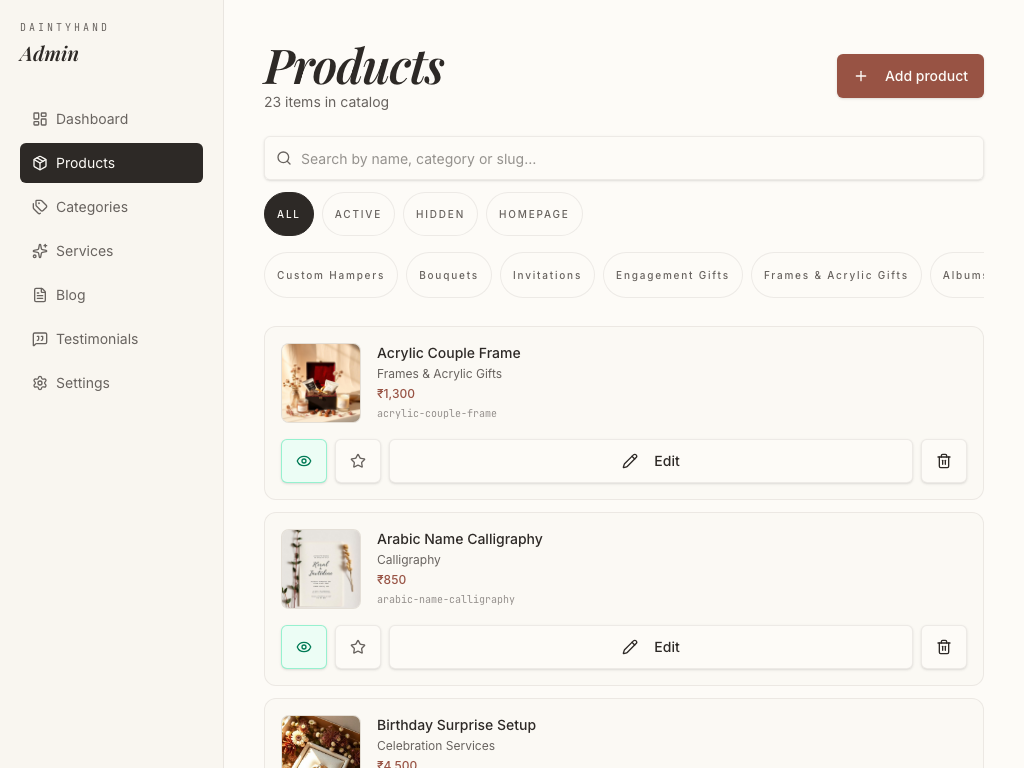 DAINTYHAND
Admin
Dashboard
Products
Categories
Services
Blog
Testimonials
Settings
Products
23 items in catalog
Add product
Search by name, category or slug...
ALL
ACTIVE
HIDDEN
HOMEPAGE
Custom Hampers
Bouquets
Invitations
Engagement Gifts
Frames & Acrylic Gifts
Albums
Acrylic Couple Frame
Frames & Acrylic Gifts
₹1,300
acrylic-couple-frame
Edit
Arabic Name Calligraphy
Calligraphy
₹850
arabic-name-calligraphy
Edit
Birthday Surprise Setup
Celebration Services
₹4,500